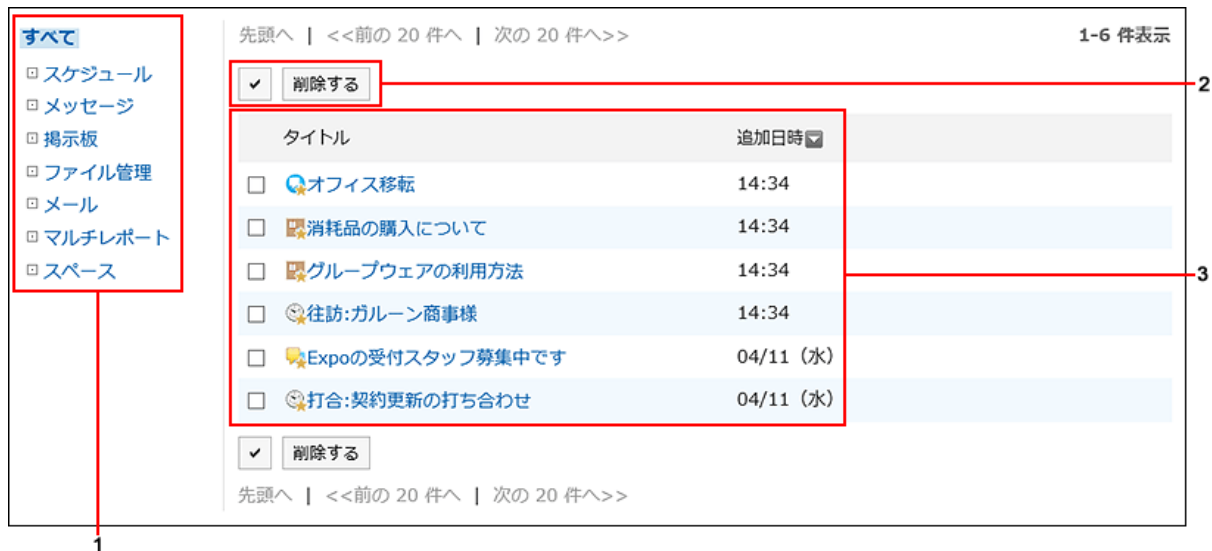 すべて
スケジュール
メッセージ
掲示板
ファイル管理
メール
マルチレポート
スペース
1
先頭へ | <<前の 20 件へ | 次の 20 件へ>>
1-6 件表示
削除する
2
タイトル 追加日時
オフィス移転 14:34
消耗品の購入について 14:34
グループウェアの利用方法 14:34
3
往訪:ガルーン商事様 14:34
Expoの受付スタッフ募集中です 04/11（水）
打合:契約更新の打ち合わせ 04/11（水）
削除する
先頭へ | <<前の 20 件へ | 次の 20 件へ>>